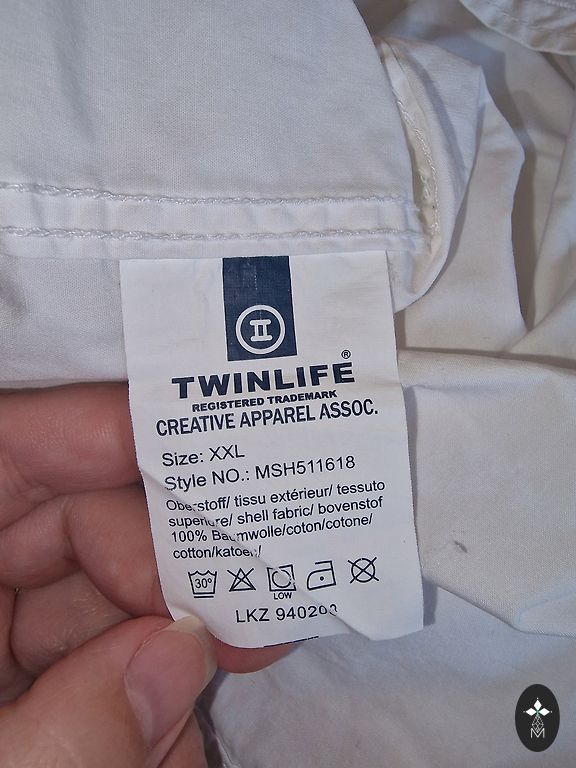 II
TWINLIFE®
REGISTERED TRADEMARK
CREATIVE APPAREL ASSOC.
Size: XXL
Style NO.: MSH511618
Oberstoff/ tissu extérieur/ tessuto
superiore/ shell fabric/ bovenstof
100% Baumwolle/coton/cotone/
cotton/katoen/
30°
LOW
LKZ 940200
M